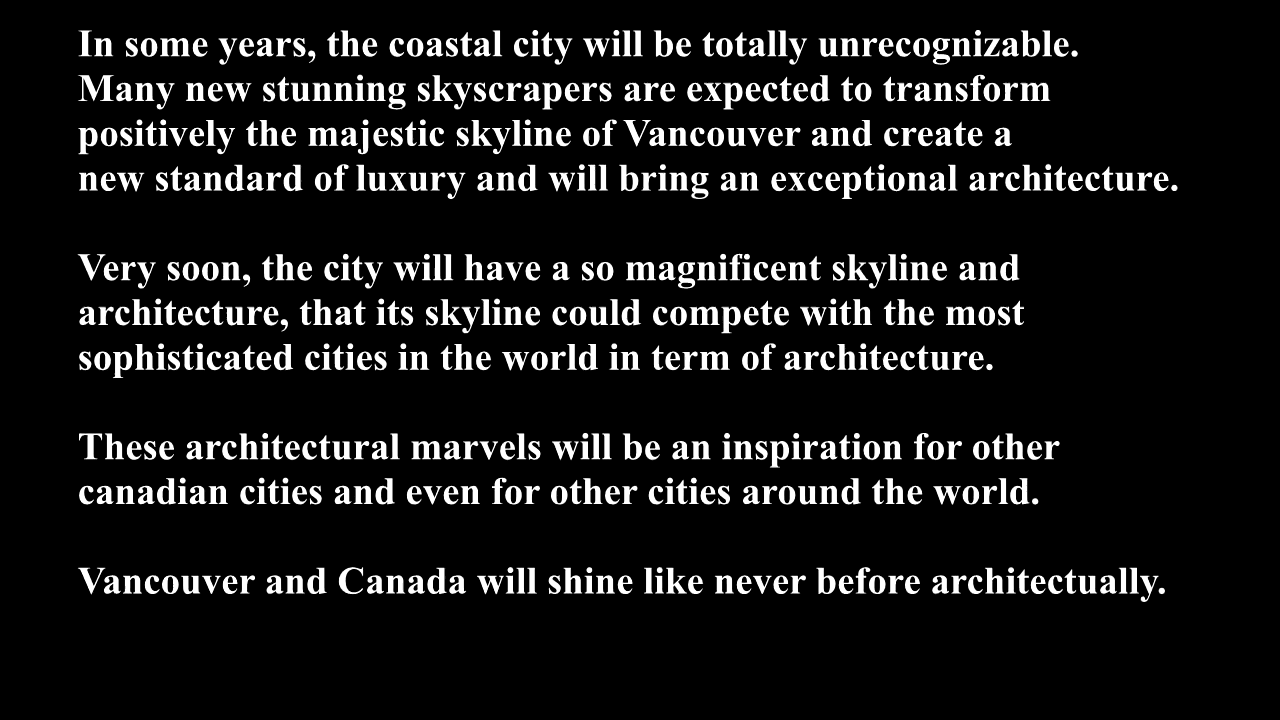 In some years, the coastal city will be totally unrecognizable.
Many new stunning skyscrapers are expected to transform
positively the majestic skyline of Vancouver and create a
new standard of luxury and will bring an exceptional architecture.
Very soon, the city will have a so magnificent skyline and
architecture, that its skyline could compete with the most
sophisticated cities in the world in term of architecture.
These architectural marvels will be an inspiration for other
canadian cities and even for other cities around the world.
Vancouver and Canada will shine like never before architectually.